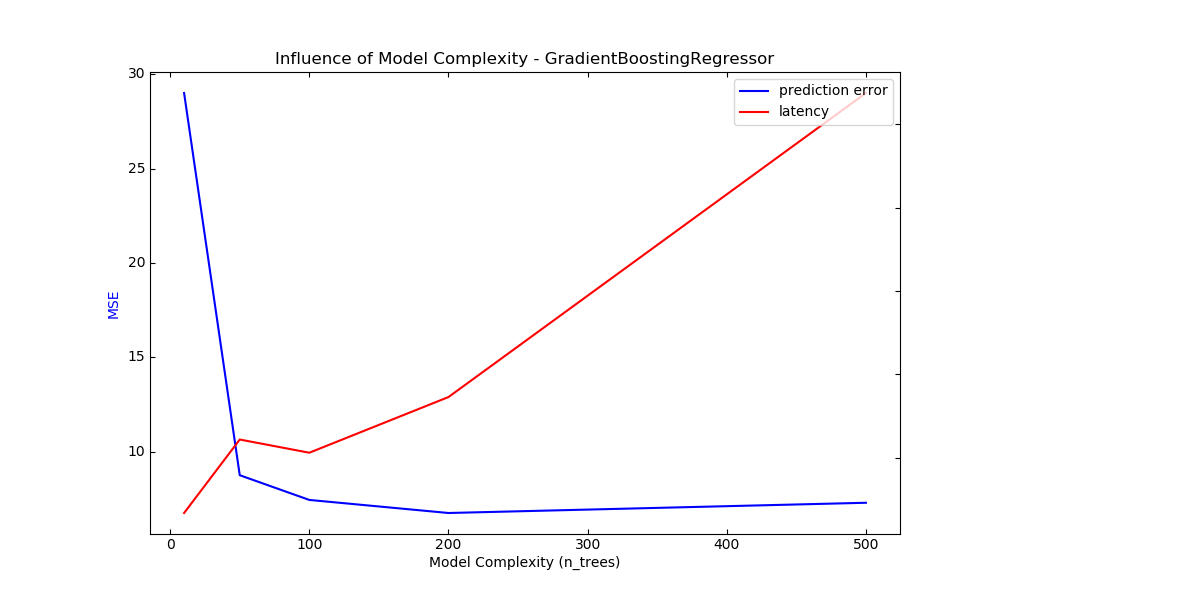 Influence of Model Complexity - GradientBoostingRegressor
prediction error
latency
30
25
20
15
10
MSE
0
100
200
300
400
500
Model Complexity (n_trees)